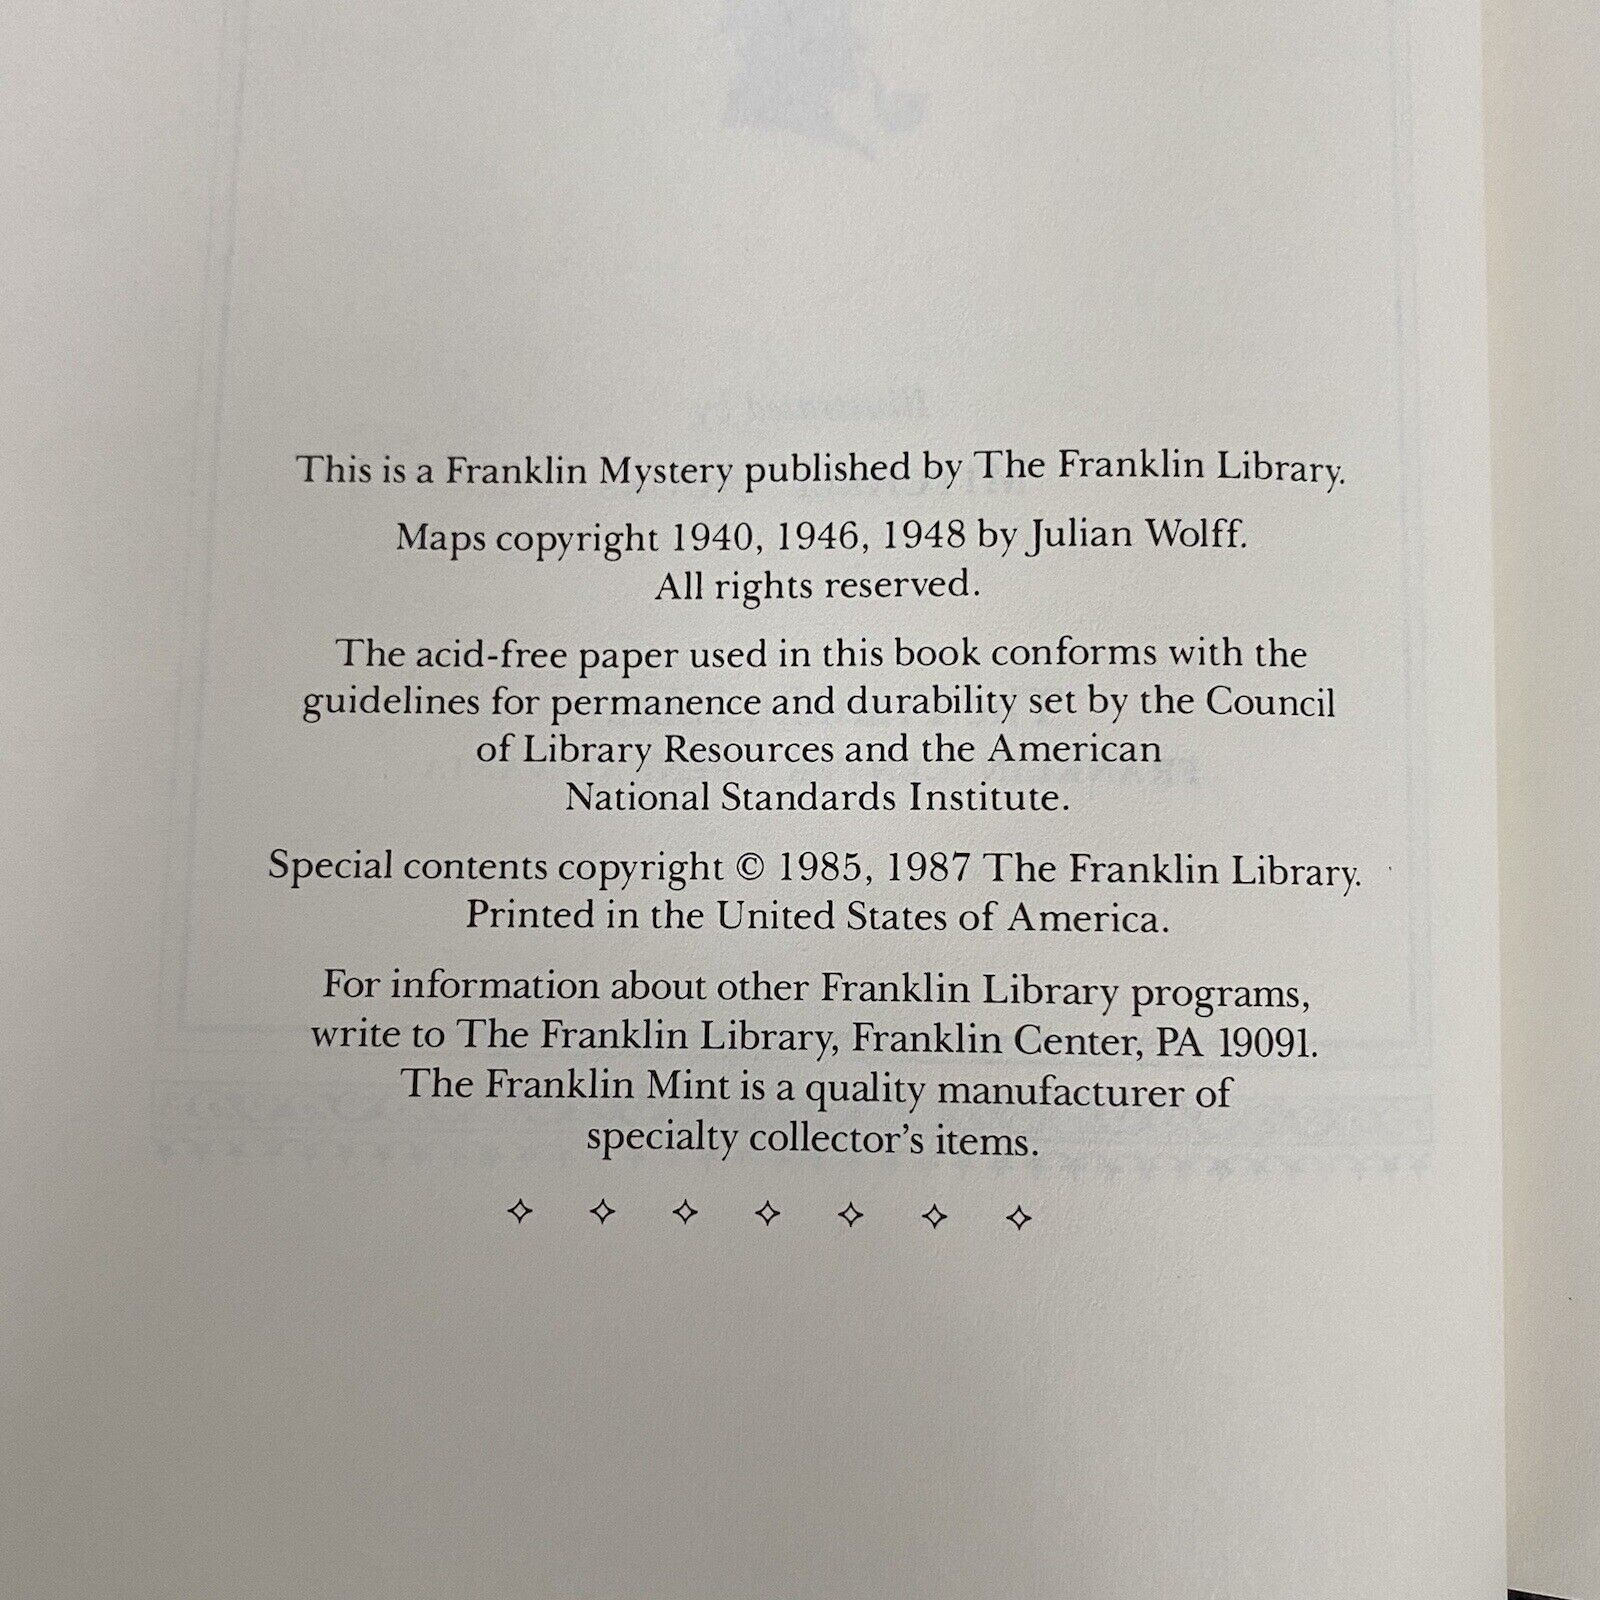 This is a Franklin Mystery published by The Franklin Library.
Maps copyright 1940, 1946, 1948 by Julian Wolff.
All rights reserved.
The acid-free paper used in this book conforms with the
guidelines for permanence and durability set by the Council
of Library Resources and the American
National Standards Institute.
Special contents copyright © 1985, 1987 The Franklin Library.
Printed in the United States of America.
For information about other Franklin Library programs,
write to The Franklin Library, Franklin Center, PA 19091.
The Franklin Mint is a quality manufacturer of
specialty collector's items.